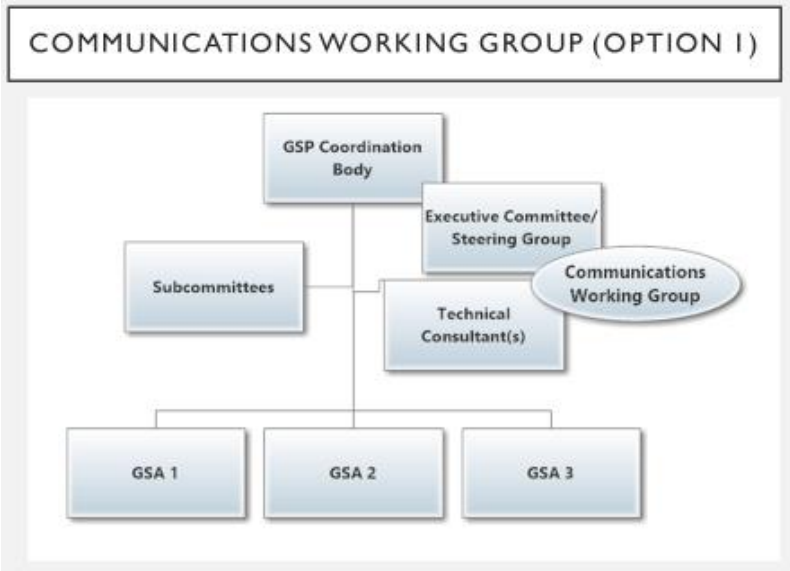 COMMUNICATIONS WORKING GROUP (OPTION 1)
GSP Coordination
Body
Executive Committee/
Steering Group
Communications
Working Group
Subcommittees
Technical
Consultant(s)
GSA 1
GSA 2
GSA 3